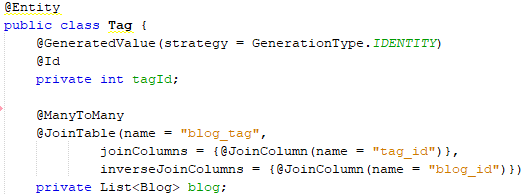 @Entity
public class Tag {
@GeneratedValue(strategy = GenerationType.IDENTITY)
@Id
private int tagId;
@ManyToMany
@JoinTable(name = "blog_tag",
joinColumns = {@JoinColumn(name = "tag_id")},
inverseJoinColumns = {@JoinColumn(name = "blog_id")})
private List<Blog> blog;